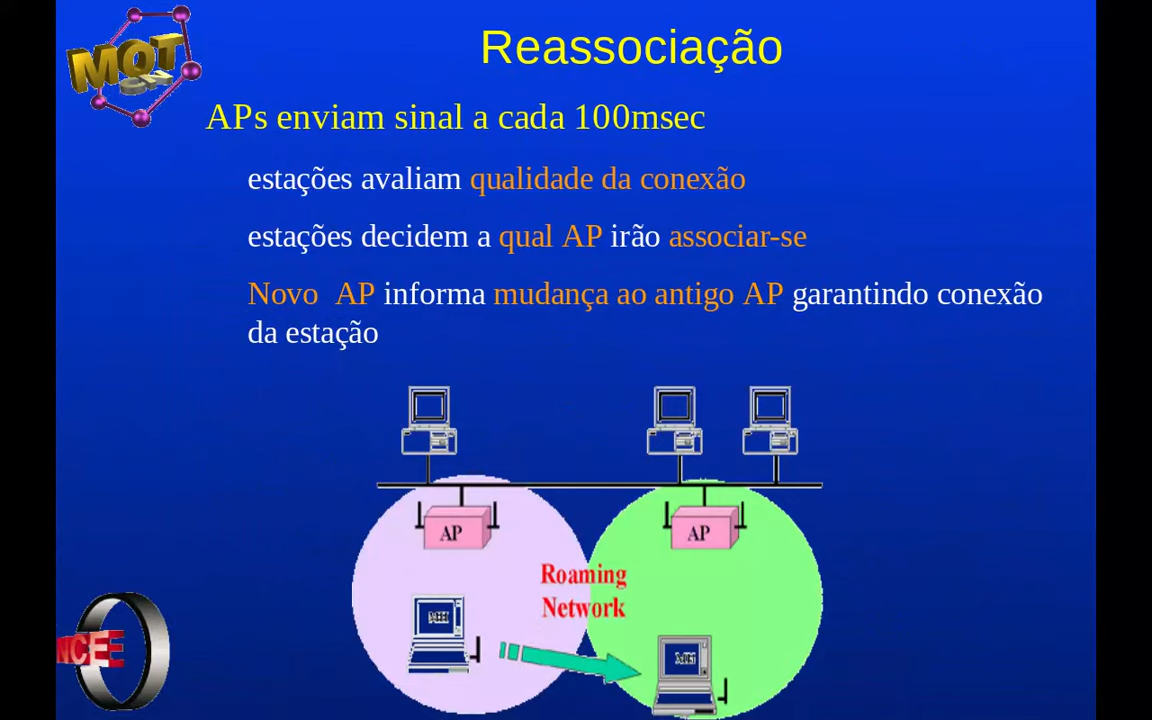 Reassociação
APs enviam sinal a cada 100msec
estações avaliam qualidade da conexão
estações decidem a qual AP irão associar-se
Novo AP informa mudança ao antigo AP garantindo conexão
da estação
AP
AP
Roaming
Network